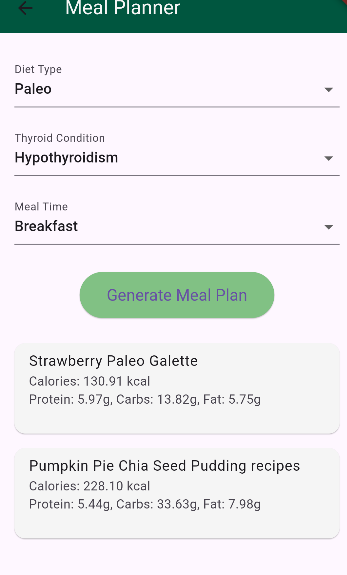 Meal Planner
Diet Type
Paleo
Thyroid Condition
Hypothyroidism
Meal Time
Breakfast
Generate Meal Plan
Strawberry Paleo Galette
Calories: 130.91 kcal
Protein: 5.97g, Carbs: 13.82g, Fat: 5.75g
Pumpkin Pie Chia Seed Pudding recipes
Calories: 228.10 kcal
Protein: 5.44g, Carbs: 33.63g, Fat: 7.98g